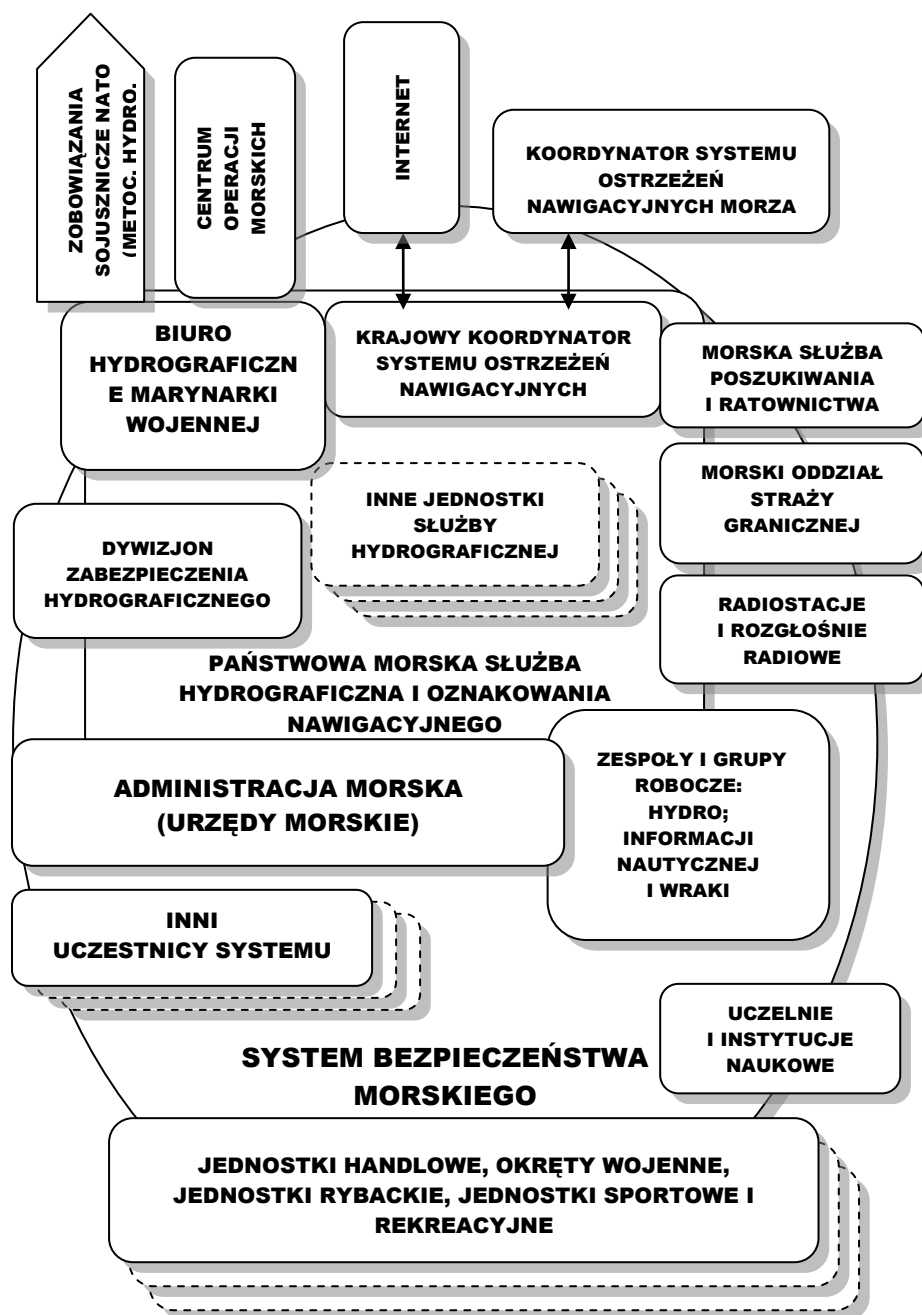 ZOBOWIĄZANIA
SOJUSZNICZE NATO
(METOC. HYDRO.
CENTRUM
OPERACJI
MORSKICH
INTERNET
KOORDYNATOR SYSTEMU
OSTRZEŻEŃ
NAWIGACYJNYCH MORZA
BIURO
HYDROGRAFICZN
E MARYNARKI
WOJENNEJ
KRAJOWY KOORDYNATOR
SYSTEMU OSTRZEŻEŃ
NAWIGACYJNYCH
MORSKA SŁUŻBA
POSZUKIWANIA
I RATOWNICTWA
MORSKI ODDZIAŁ
STRAŻY
GRANICZNEJ
INNE JEDNOSTKI
SŁUŻBY
HYDROGRAFICZNEJ
DYWIZJON
ZABEZPIECZENIA
HYDROGRAFICZNEGO
RADIOSTACJE
I ROZGŁOŚNIE
RADIOWE
PAŃSTWOWA MORSKA SŁUŻBA
HYDROGRAFICZNA I OZNAKOWANIA
NAWIGACYJNEGO
ADMINISTRACJA MORSKA
(URZĘDY MORSKIE)
ZESPOŁY I GRUPY
ROBOCZE:
HYDRO;
INFORMACJI
NAUTYCZNEJ
I WRAKI
INNI
UCZESTNICY SYSTEMU
UCZELNIE
I INSTYTUCJE
NAUKOWE
SYSTEM BEZPIECZEŃSTWA
MORSKIEGO
JEDNOSTKI HANDLOWE, OKRĘTY WOJENNE,
JEDNOSTKI RYBACKIE, JEDNOSTKI SPORTOWE I
REKREACYJNE